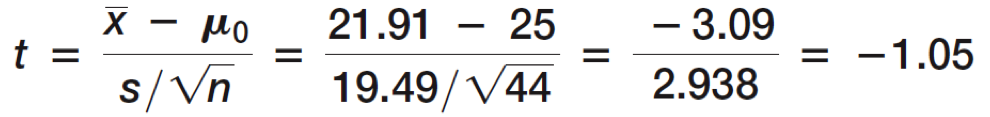 t = (x̄ − μ₀) / (s/√n) = (21.91 − 25) / (19.49/√44) = −3.09 / 2.938 = −1.05